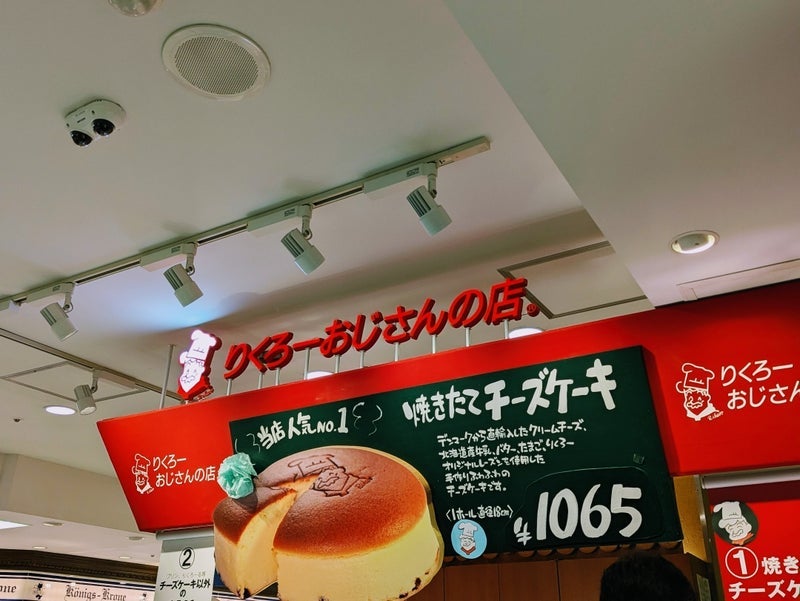 りくろーおじさんの店®
りくろー
おじさんの店
当店人気No.1
焼きたてチーズケーキ
デンマークから直輸入したクリームチーズ、
北海道産牛乳、バター、たまご、りくろー
オリジナルレーズンを使用した
手作りふわふわの
チーズケーキです。
〈1ホール直径18cm〉
¥1065
りくろー
おじさん
②
チーズケーキ以外
Königs-Krone
①焼き
チーズケ